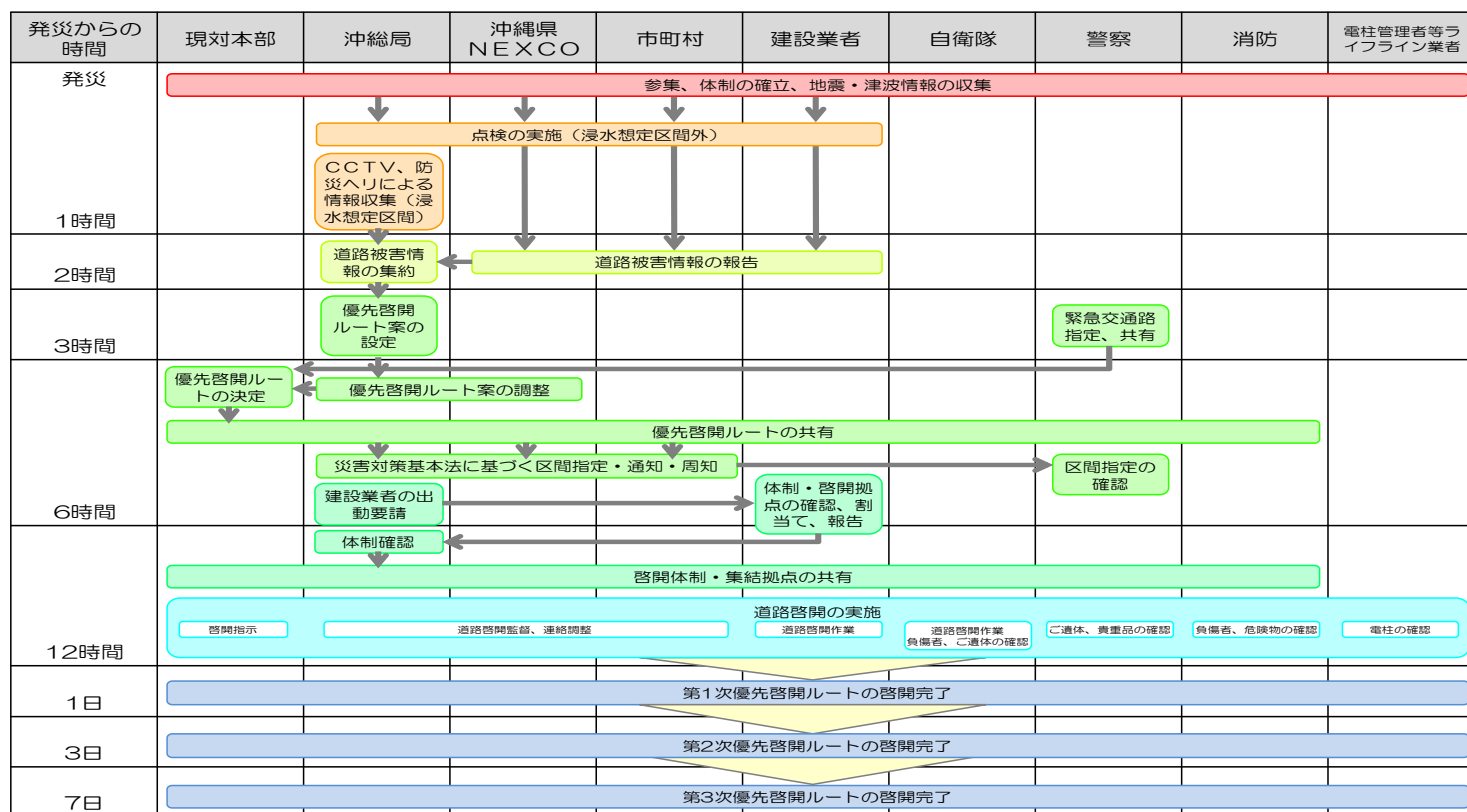 発災からの
時間
現対本部
沖総局
沖縄県
NEXCO
市町村
建設業者
自衛隊
警察
消防
電柱管理者等ラ
イフライン業者
発災
参集、体制の確立、地震・津波情報の収集
点検の実施（浸水想定区間外）
CCTV、防
災ヘリによる
情報収集（浸
水想定区間）
1時間
道路被害情
報の集約
道路被害情報の報告
2時間
優先啓開
ルート案の
設定
緊急交通路
指定、共有
3時間
優先啓開ルー
トの決定
優先啓開ルート案の調整
優先啓開ルートの共有
災害対策基本法に基づく区間指定・通知・周知
区間指定の
確認
建設業者の出
動要請
体制・啓開拠
点の確認、割
当て、報告
6時間
体制確認
啓開体制・集結拠点の共有
道路啓開の実施
啓開指示
道路啓開監督、連絡調整
道路啓開作業
道路啓開作業
負傷者、ご遺体の確認
ご遺体、貴重品の確認
負傷者、危険物の確認
電柱の確認
12時間
第1次優先啓開ルートの啓開完了
1日
第2次優先啓開ルートの啓開完了
3日
第3次優先啓開ルートの啓開完了
7日